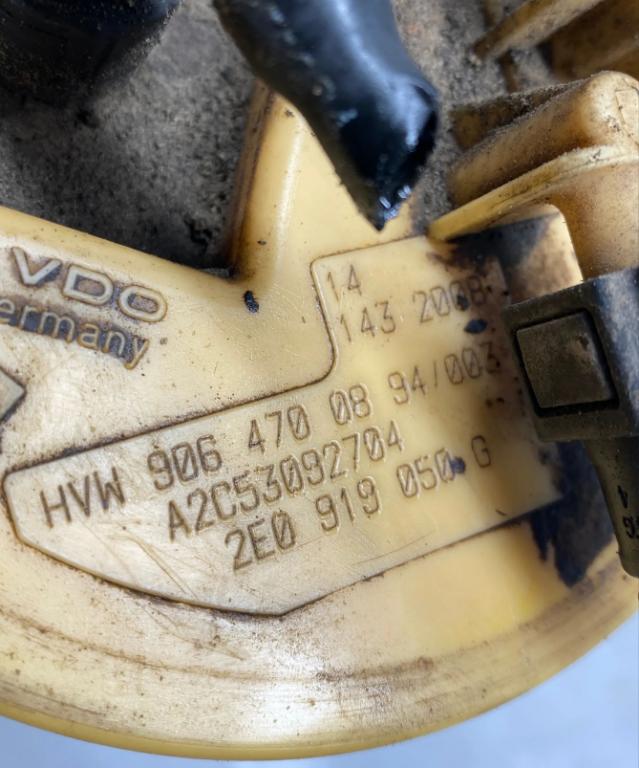 VDO
ermany
14
143 2008
HVW 906 470 08 94/003
A2C53092704
2E0 919 050 G